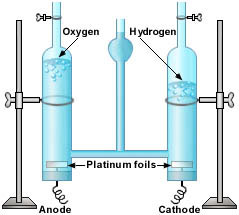 Oxygen
Hydrogen
Platinum foils
Anode
Cathode